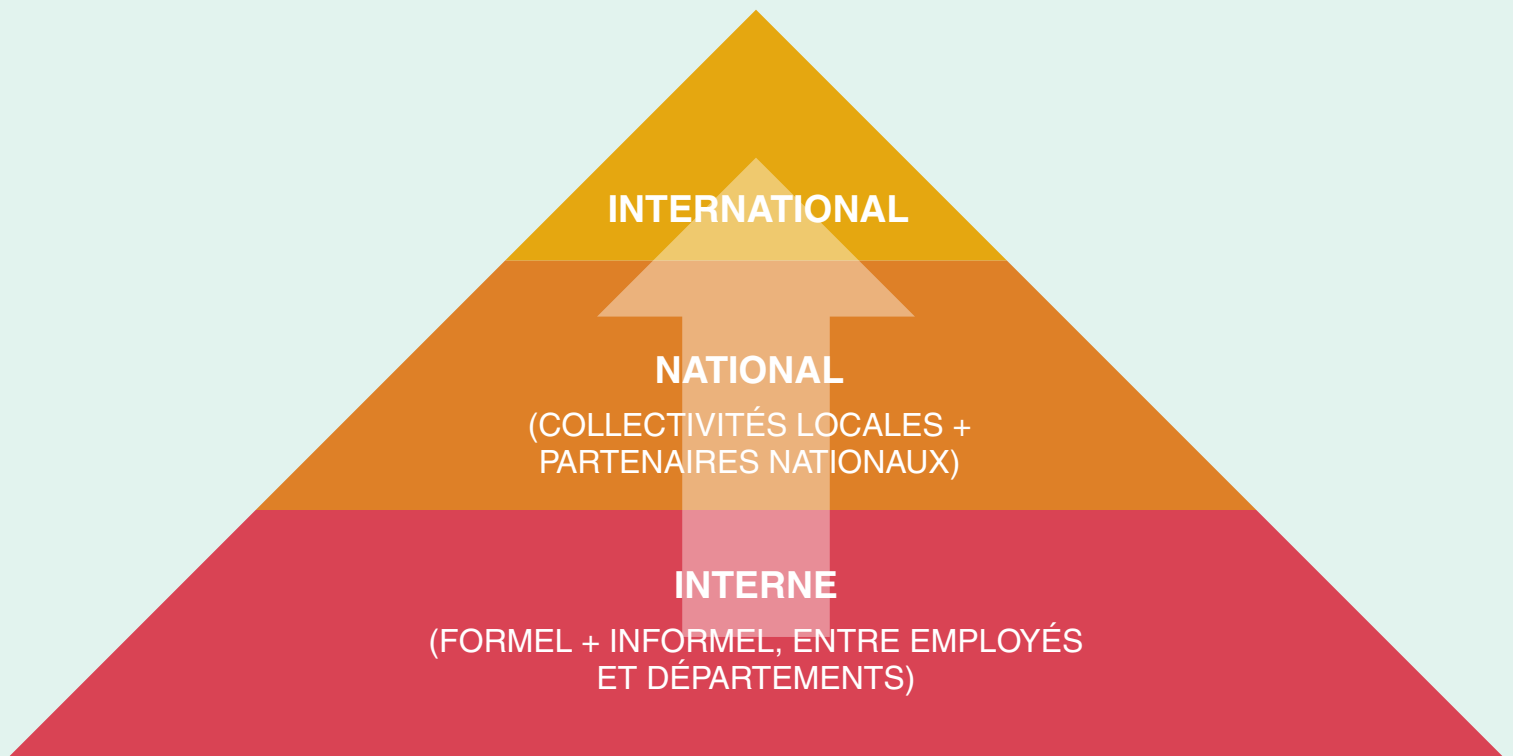 INTERNATIONAL
NATIONAL
(COLLECTIVITÉS LOCALES +
PARTENAIRES NATIONAUX)
INTERNE
(FORMEL + INFORMEL, ENTRE EMPLOYÉS
ET DÉPARTEMENTS)